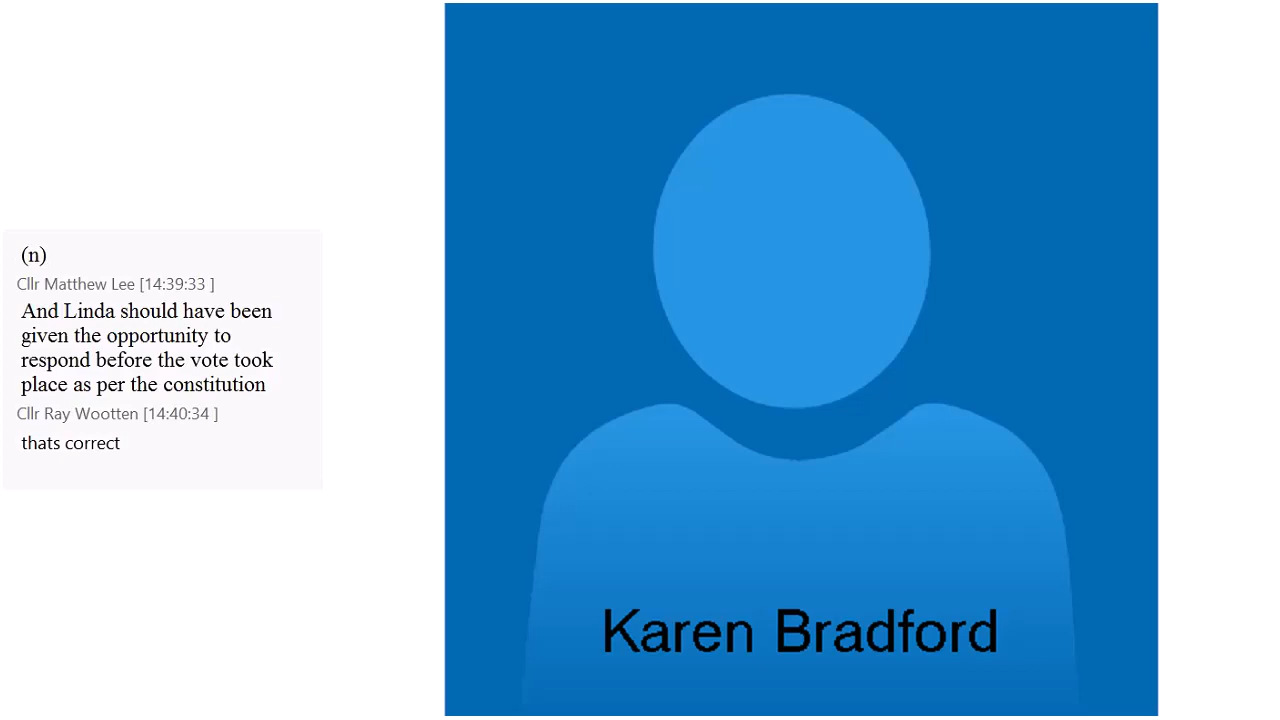 (n)
Cllr Matthew Lee [14:39:33 ]
And Linda should have been
given the opportunity to
respond before the vote took
place as per the constitution
Cllr Ray Wootten [14:40:34 ]
thats correct
Karen Bradford